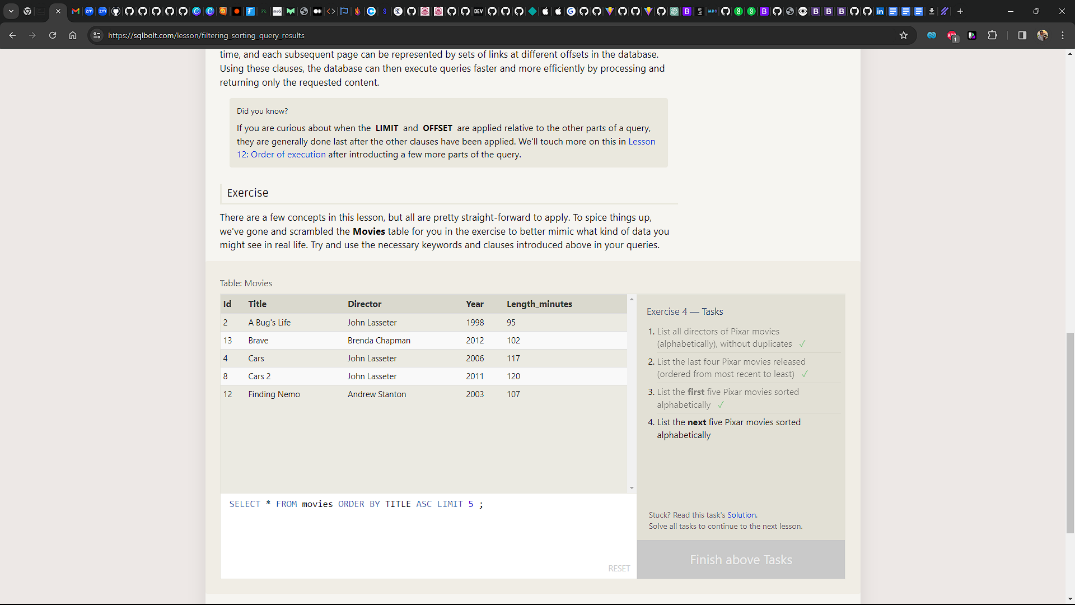 https://sqlbolt.com/lesson/filtering_sorting_query_results
time, and each subsequent page can be represented by sets of links at different offsets in the database.
Using these clauses, the database can then execute queries faster and more efficiently by processing and
returning only the requested content.
Did you know?
If you are curious about when the LIMIT and OFFSET are applied relative to the other parts of a query,
they are generally done last after the other clauses have been applied. We'll touch more on this in Lesson
12: Order of execution after introducting a few more parts of the query.
Exercise
There are a few concepts in this lesson, but all are pretty straight-forward to apply. To spice things up,
we've gone and scrambled the Movies table for you in the exercise to better mimic what kind of data you
might see in real life. Try and use the necessary keywords and clauses introduced above in your queries.
Table: Movies
Id Title Director Year Length_minutes
2 A Bug's Life John Lasseter 1998 95
13 Brave Brenda Chapman 2012 102
4 Cars John Lasseter 2006 117
8 Cars 2 John Lasseter 2011 120
12 Finding Nemo Andrew Stanton 2003 107
SELECT * FROM movies ORDER BY TITLE ASC LIMIT 5 ;
RESET
Exercise 4 — Tasks
1. List all directors of Pixar movies
(alphabetically), without duplicates ✓
2. List the last four Pixar movies released
(ordered from most recent to least) ✓
3. List the first five Pixar movies sorted
alphabetically ✓
4. List the next five Pixar movies sorted
alphabetically
Stuck? Read this task's Solution.
Solve all tasks to continue to the next lesson.
Finish above Tasks